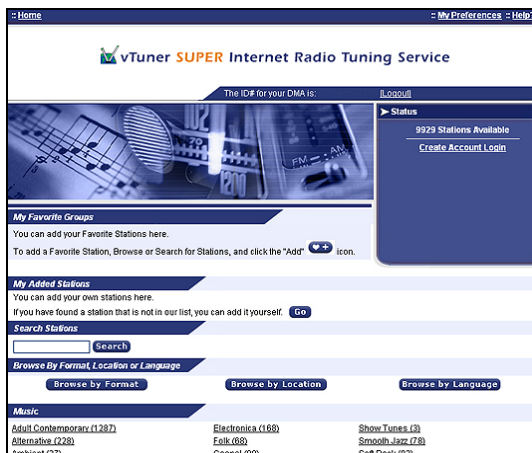 :: Home
:: My Preferences :: Help?
vTuner SUPER Internet Radio Tuning Service
The ID# for your DMA is:
[Logout]
Status
9929 Stations Available
Create Account Login
102
70
1200
FM
AM
My Favorite Groups
You can add your Favorite Stations here.
To add a Favorite Station, Browse or Search for Stations, and click the "Add" icon.
My Added Stations
You can add your own stations here.
If you have found a station that is not in our list, you can add it yourself. Go
Search Stations
Search
Browse By Format, Location or Language
Browse by Format
Browse by Location
Browse by Language
Music
Adult Contemporary (1287)
Electronica (168)
Show Tunes (3)
Alternative (228)
Folk (68)
Smooth Jazz (78)